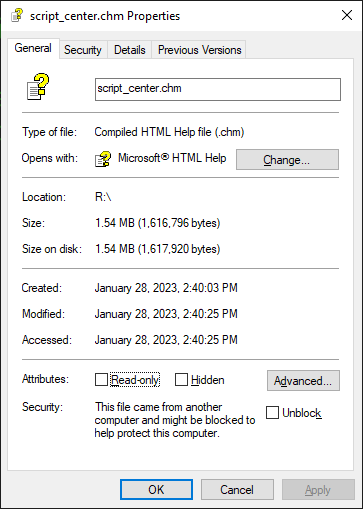 script_center.chm Properties
General Security Details Previous Versions
script_center.chm
Type of file: Compiled HTML Help file (.chm)
Opens with: Microsoft® HTML Help Change...
Location: R:\
Size: 1.54 MB (1,616,796 bytes)
Size on disk: 1.54 MB (1,617,920 bytes)
Created: January 28, 2023, 2:40:03 PM
Modified: January 28, 2023, 2:40:25 PM
Accessed: January 28, 2023, 2:40:25 PM
Attributes: Read-only Hidden Advanced...
Security: This file came from another
computer and might be blocked to
help protect this computer.
Unblock
OK Cancel Apply